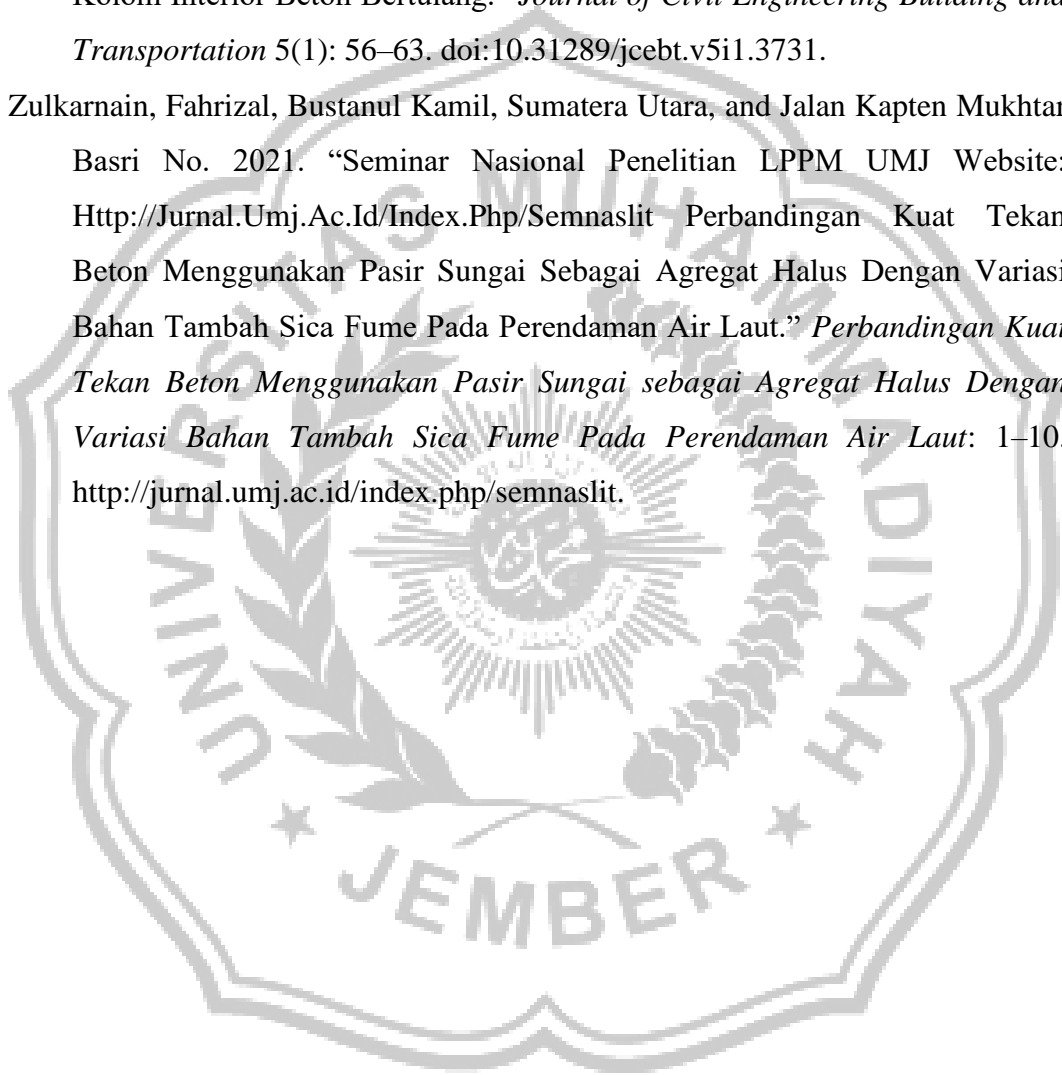 Kolom Interior Beton Bertulang.” Journal of Civil Engineering Building and
Transportation 5(1): 56–63. doi:10.31289/jcebt.v5i1.3731.
Zulkarnain, Fahrizal, Bustanul Kamil, Sumatera Utara, and Jalan Kapten Mukhtar
Basri No. 2021. “Seminar Nasional Penelitian LPPM UMJ Website:
Http://Jurnal.Umj.Ac.Id/Index.Php/Semnaslit Perbandingan Kuat Tekan
Beton Menggunakan Pasir Sungai Sebagai Agregat Halus Dengan Variasi
Bahan Tambah Sica Fume Pada Perendaman Air Laut.” Perbandingan Kuat
Tekan Beton Menggunakan Pasir Sungai sebagai Agregat Halus Dengan
Variasi Bahan Tambah Sica Fume Pada Perendaman Air Laut: 1–10.
http://jurnal.umj.ac.id/index.php/semnaslit.
UNIVERSITAS MUHAMMADIYAH
JEMBER